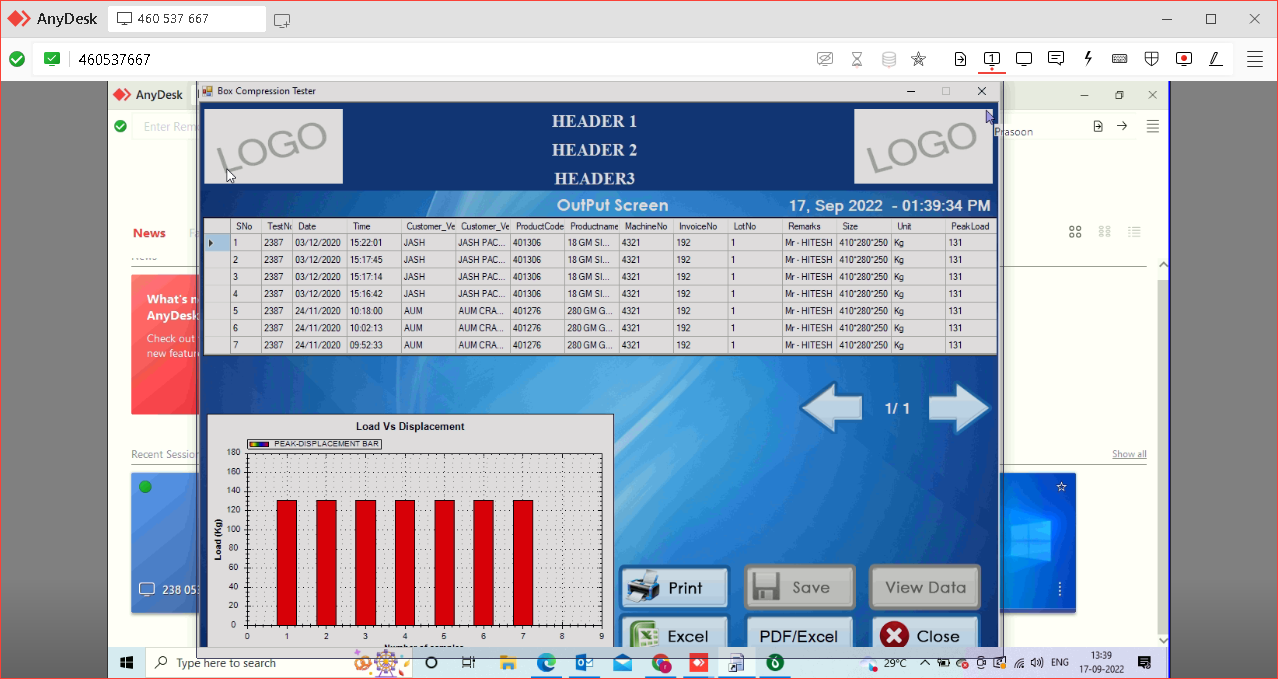 AnyDesk 460 537 667
460537667
AnyDesk
Box Compression Tester
Prasoon
LOGO
HEADER 1
HEADER 2
HEADER3
LOGO
OutPut Screen 17, Sep 2022 - 01:39:34 PM
SNo TestNo Date Time Customer_Ve Customer_Ve ProductCode Productname MachineNo InvoiceNo LotNo Remarks Size Unit PeakLoad
1 2387 03/12/2020 15:22:01 JASH JASH PAC... 401306 18 GM SI... 4321 192 1 Mr - HITESH 410*280*250 Kg 131
2 2387 03/12/2020 15:17:45 JASH JASH PAC... 401306 18 GM SI... 4321 192 1 Mr - HITESH 410*280*250 Kg 131
3 2387 03/12/2020 15:17:14 JASH JASH PAC... 401306 18 GM SI... 4321 192 1 Mr - HITESH 410*280*250 Kg 131
4 2387 03/12/2020 15:16:42 JASH JASH PAC... 401306 18 GM SI... 4321 192 1 Mr - HITESH 410*280*250 Kg 131
5 2387 24/11/2020 10:18:00 AUM AUM CRA... 401276 280 GM G... 4321 192 1 Mr - HITESH 410*280*250 Kg 131
6 2387 24/11/2020 10:02:13 AUM AUM CRA... 401276 280 GM G... 4321 192 1 Mr - HITESH 410*280*250 Kg 131
7 2387 24/11/2020 09:52:33 AUM AUM CRA... 401276 280 GM G... 4321 192 1 Mr - HITESH 410*280*250 Kg 131
1/ 1
Enter Rem
News
News
What's n
AnyDesk
Check out
new featur
Recent Session
Show all
238 053
Load Vs Displacement
PEAK-DISPLACEMENT BAR
Load (Kg)
180
160
140
120
100
80
60
40
20
0
0 1 2 3 4 5 6 7 8 9
Number of samples
Print Save View Data
Excel PDF/Excel Close
Type here to search
29°C ENG
13:39
17-09-2022